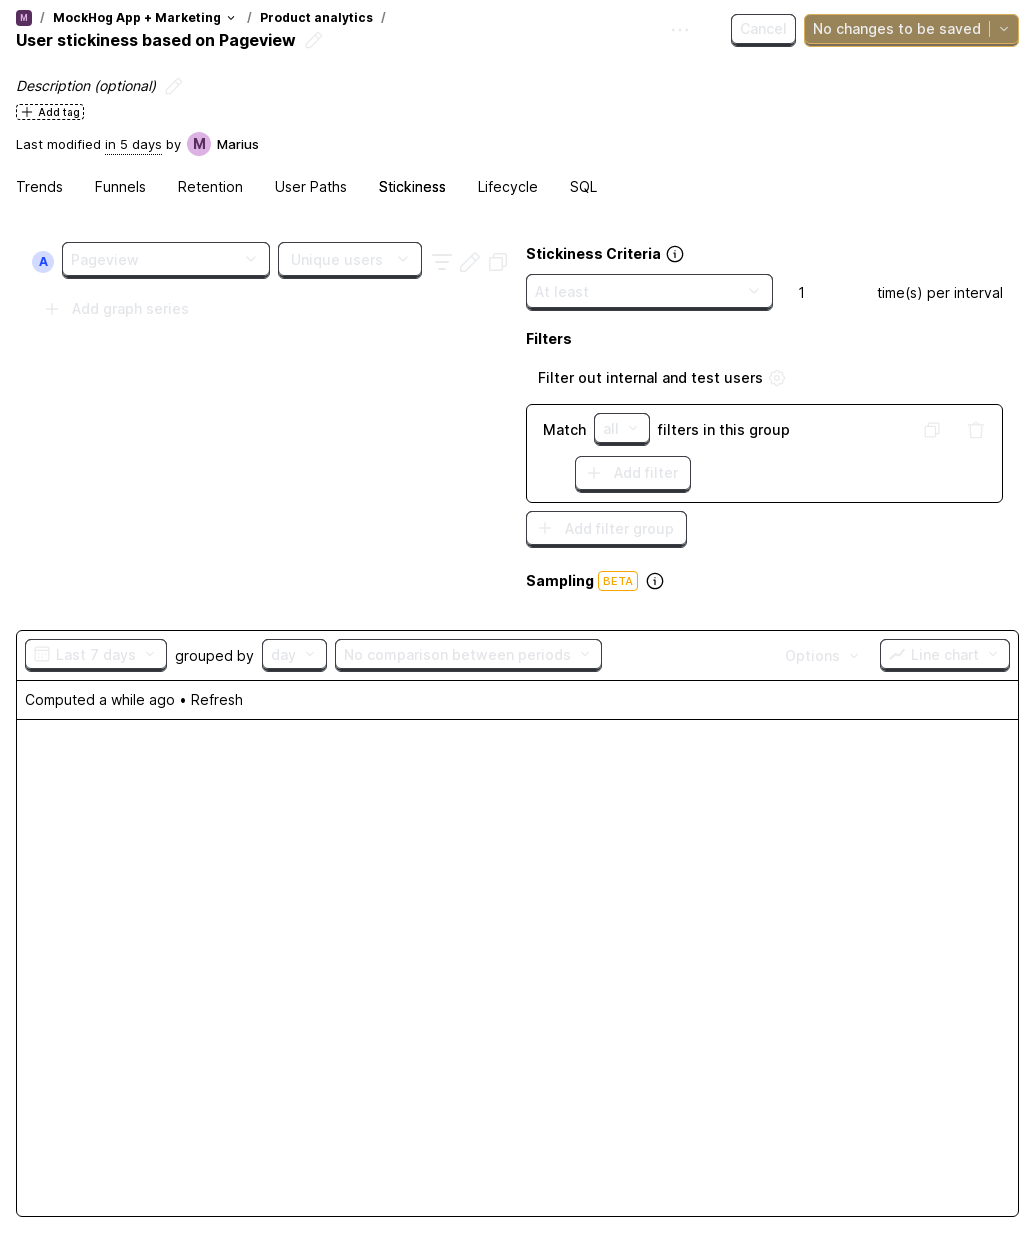 M / MockHog App + Marketing / Product analytics /
User stickiness based on Pageview
Cancel
No changes to be saved
Description (optional)
Add tag
Last modified in 5 days by M Marius
Trends Funnels Retention User Paths Stickiness Lifecycle SQL
A Pageview Unique users
Add graph series
Stickiness Criteria
At least 1 time(s) per interval
Filters
Filter out internal and test users
Match all filters in this group
Add filter
Add filter group
Sampling BETA
Last 7 days grouped by day No comparison between periods Options Line chart
Computed a while ago • Refresh